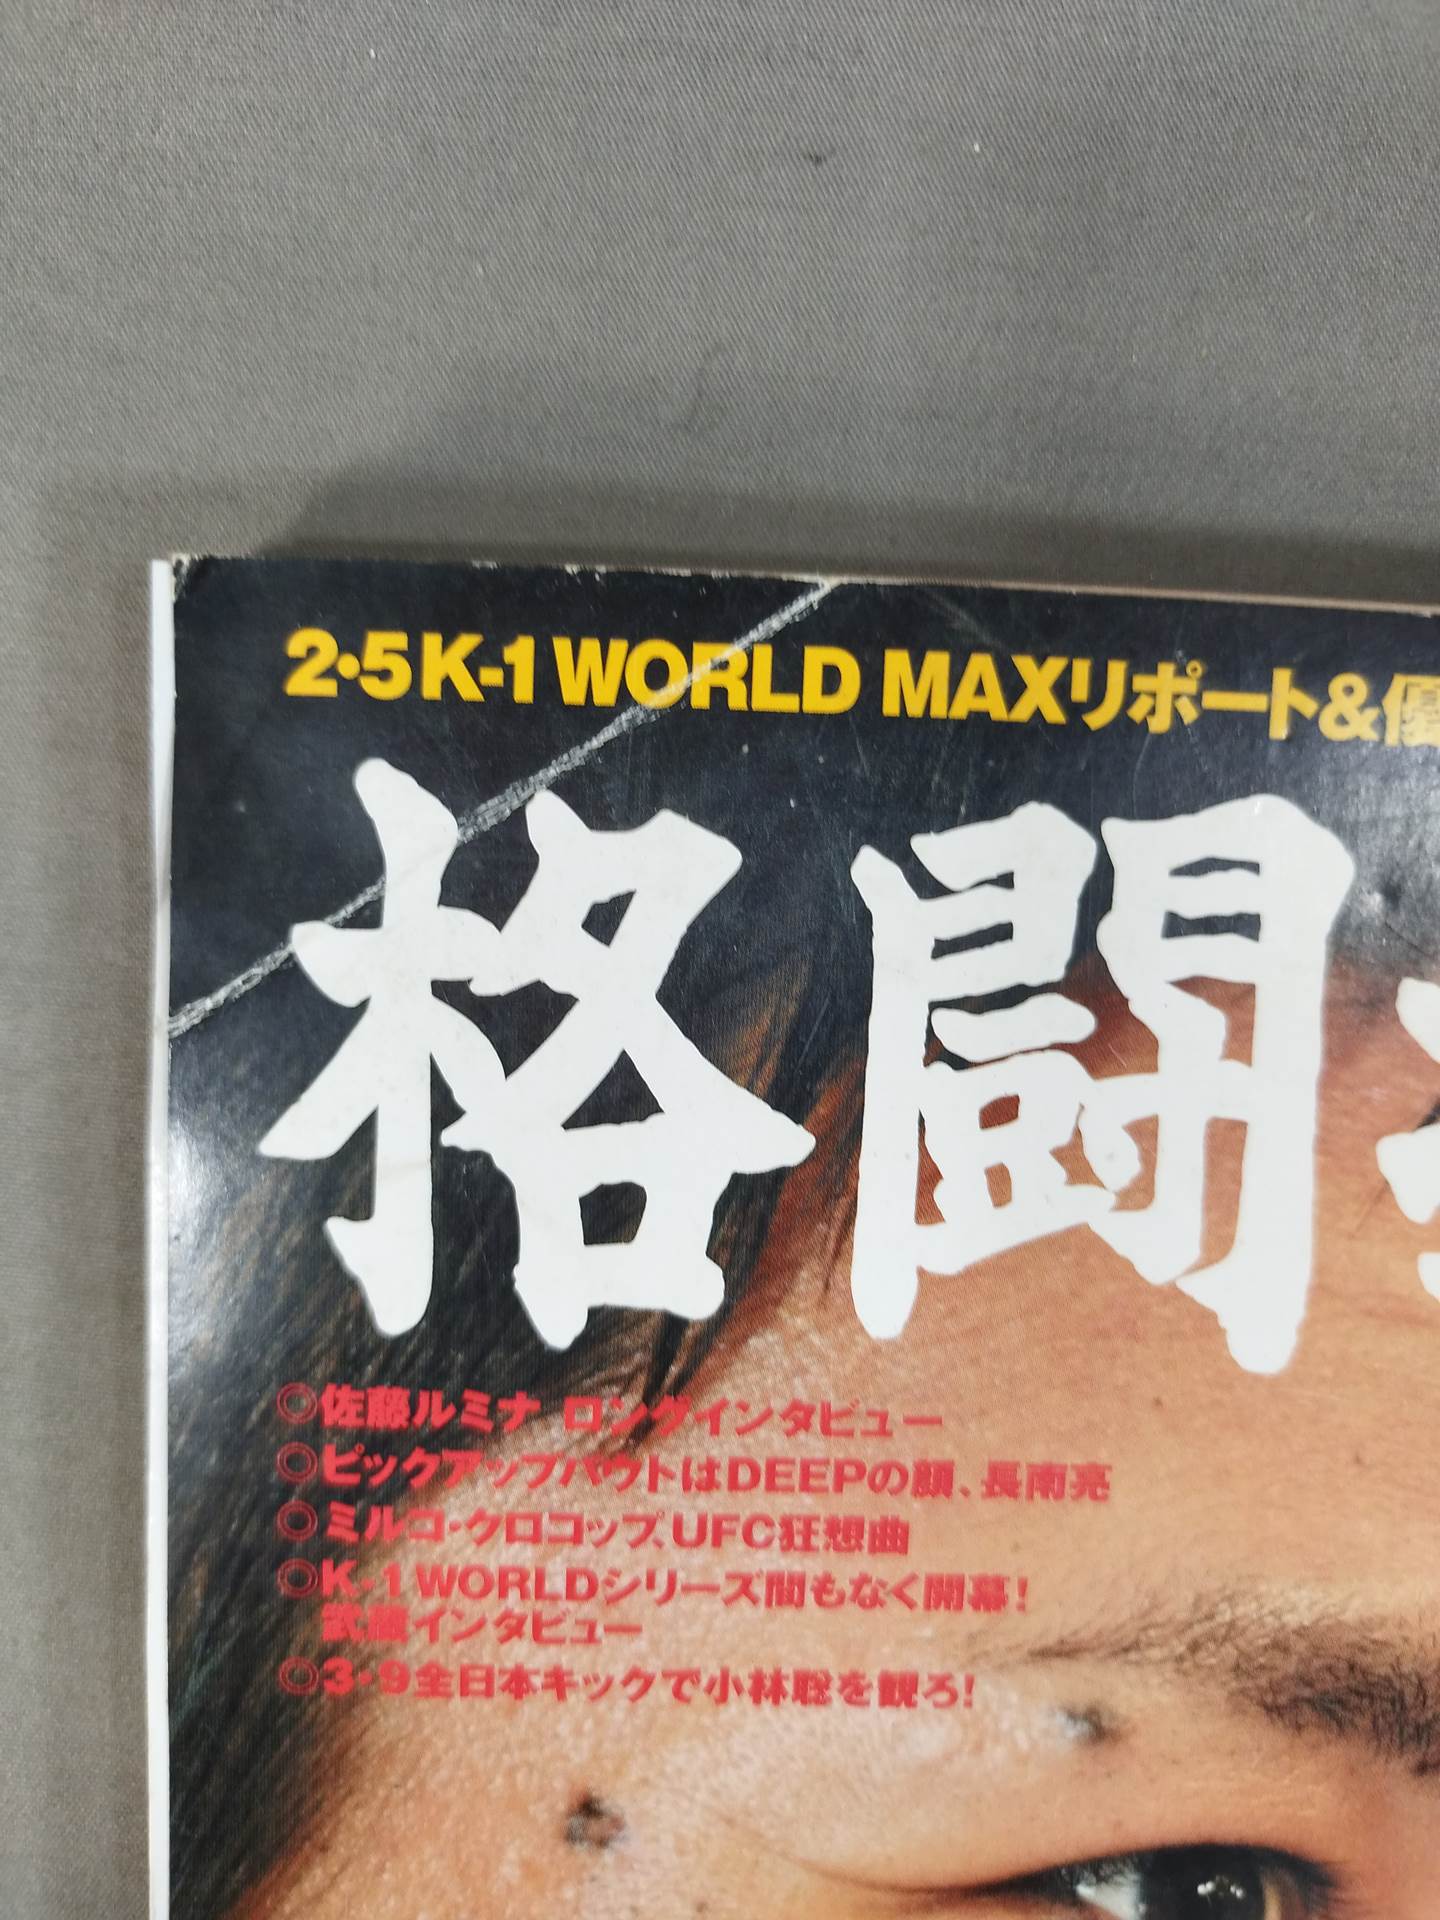 2・5 K-1 WORLD MAXリポート&優
格闘
◎佐藤ルミナ ロングインタビュー
◎ピックアップバウトはDEEPの顔、長南亮
◎ミルコ・クロコップ、UFC狂想曲
◎K-1 WORLDシリーズ間もなく開幕!
武蔵インタビュー
◎3・9全日本キックで小林聡を観ろ!